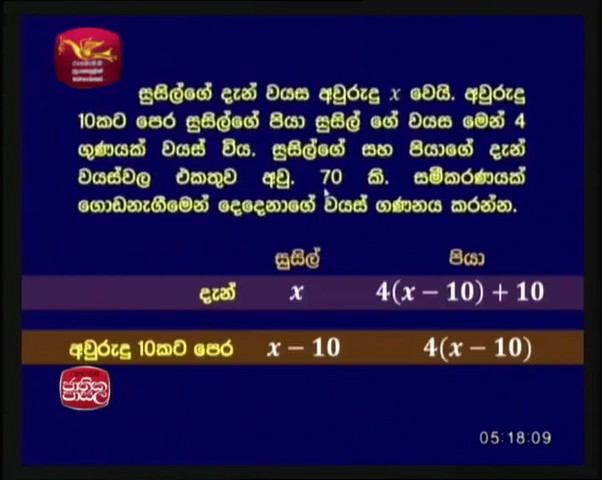 සුසිල්ගේ දැන් වයස අවුරුදු x වෙයි. අවුරුදු
10කට පෙර සුසිල්ගේ පියා සුසිල් ගේ වයස මෙන් 4
ගුණයක් වයස් විය. සුසිල්ගේ සහ පියාගේ දැන්
වයස්වල එකතුව අවු. 70 කි. සමීකරණයක්
ගොඩනැගීමෙන් දෙදෙනාගේ වයස් ගණනය කරන්න.
සුසිල් පියා
දැන් x 4(x − 10) + 10
අවුරුදු 10කට පෙර x − 10 4(x − 10)
ජාතික
පාසල
05:18:09